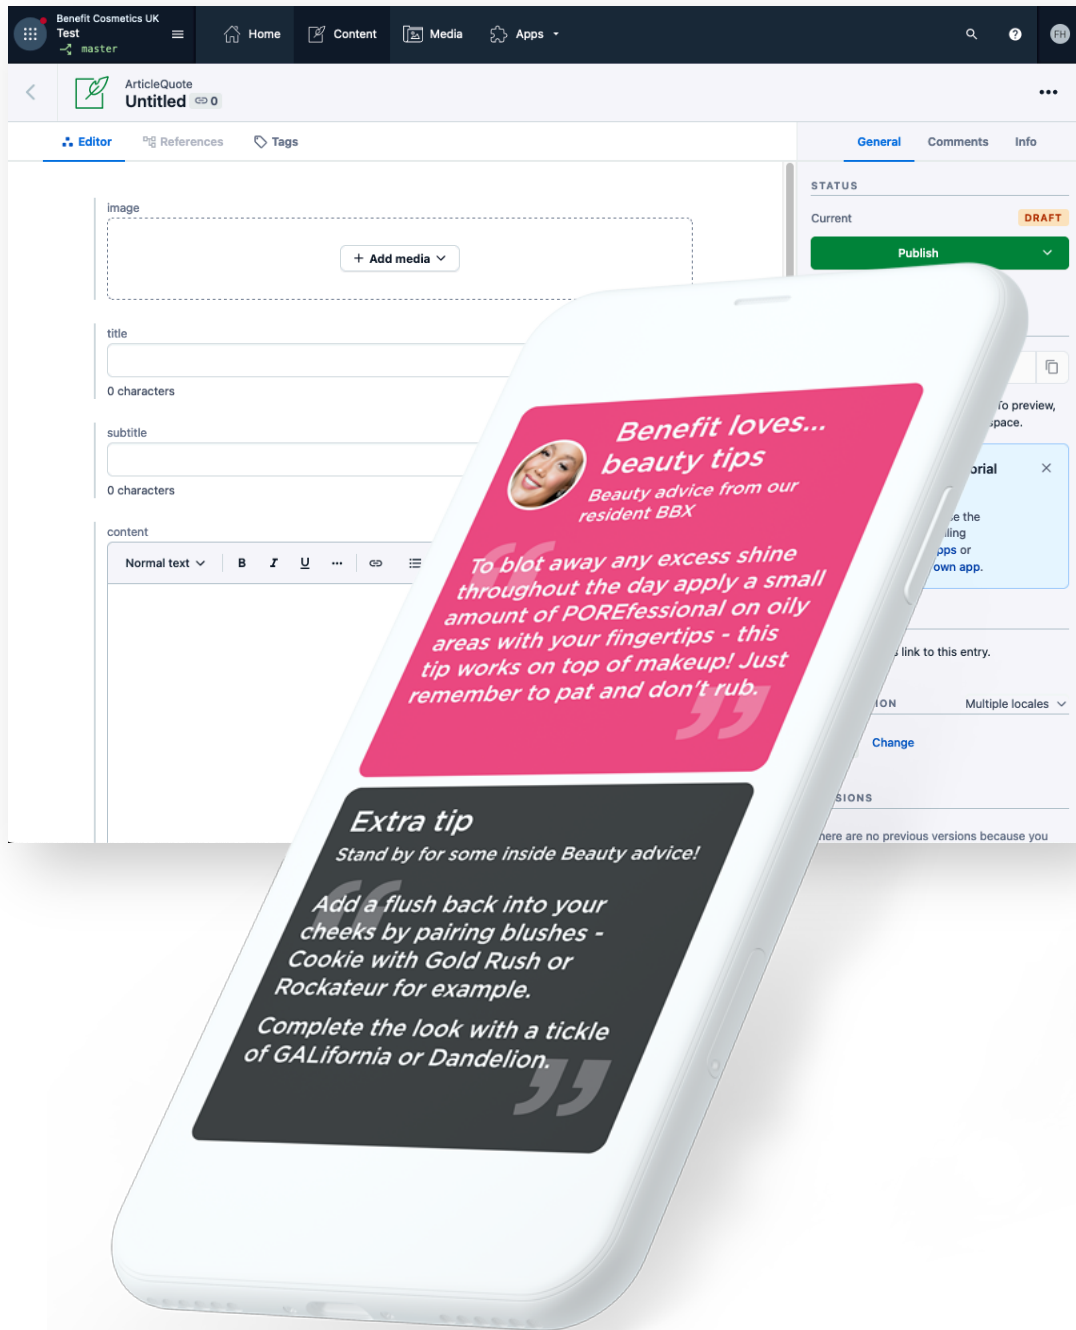 Benefit Cosmetics UK
Test
master
Home
Content
Media
Apps
?
FH
ArticleQuote
Untitled 0
Editor
References
Tags
General
Comments
Info
image
+ Add media
title
0 characters
subtitle
0 characters
content
Normal text B I U ...
STATUS
Current DRAFT
Publish
To preview,
space.
orial
se the
apps or
own app.
link to this entry.
ION Multiple locales
Change
SIONS
here are no previous versions because you
Benefit loves...
beauty tips
Beauty advice from our
resident BBX
“
To blot away any excess shine
throughout the day apply a small
amount of POREfessional on oily
areas with your fingertips - this
tip works on top of makeup! Just
remember to pat and don't rub.
”
Extra tip
Stand by for some inside Beauty advice!
“
Add a flush back into your
cheeks by pairing blushes -
Cookie with Gold Rush or
Rockateur for example.
Complete the look with a tickle
of GALifornia or Dandelion.
”